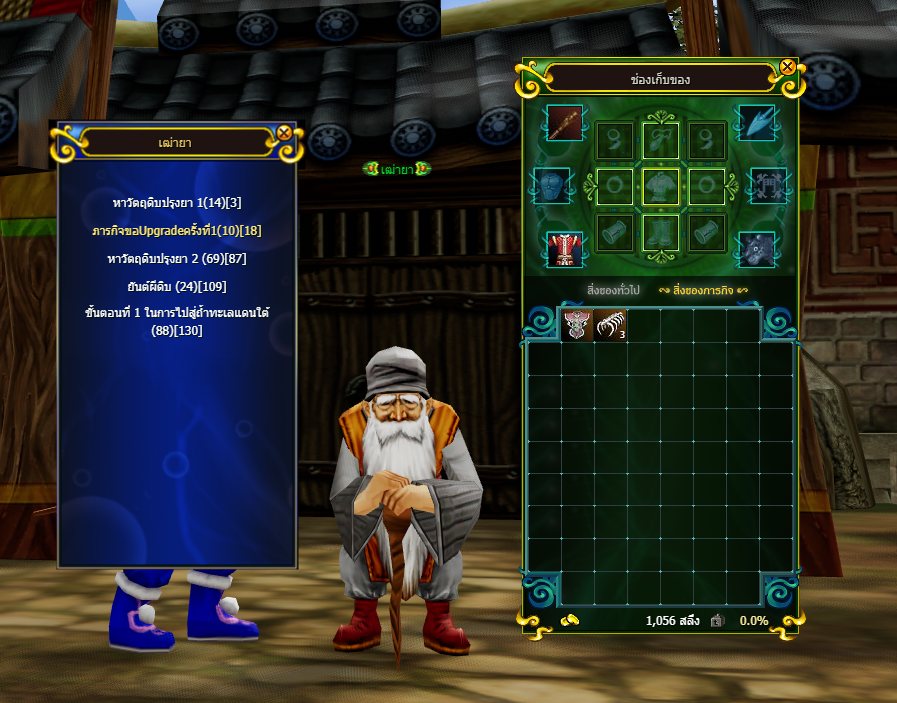 เฒ่ายา
หาวัตถุดิบปรุงยา 1(14)[3]
ภารกิจขอUpgradeครั้งที่1(10)[18]
หาวัตถุดิบปรุงยา 2 (69)[87]
ยันต์ผีดิบ (24)[109]
ขั้นตอนที่ 1 ในการไปสู่ถ้ำทะเลแดนใต้
(88)[130]
เฒ่ายา
ช่องเก็บของ
สิ่งของทั่วไป
สิ่งของภารกิจ
3
1,056 สลึง
0.0%